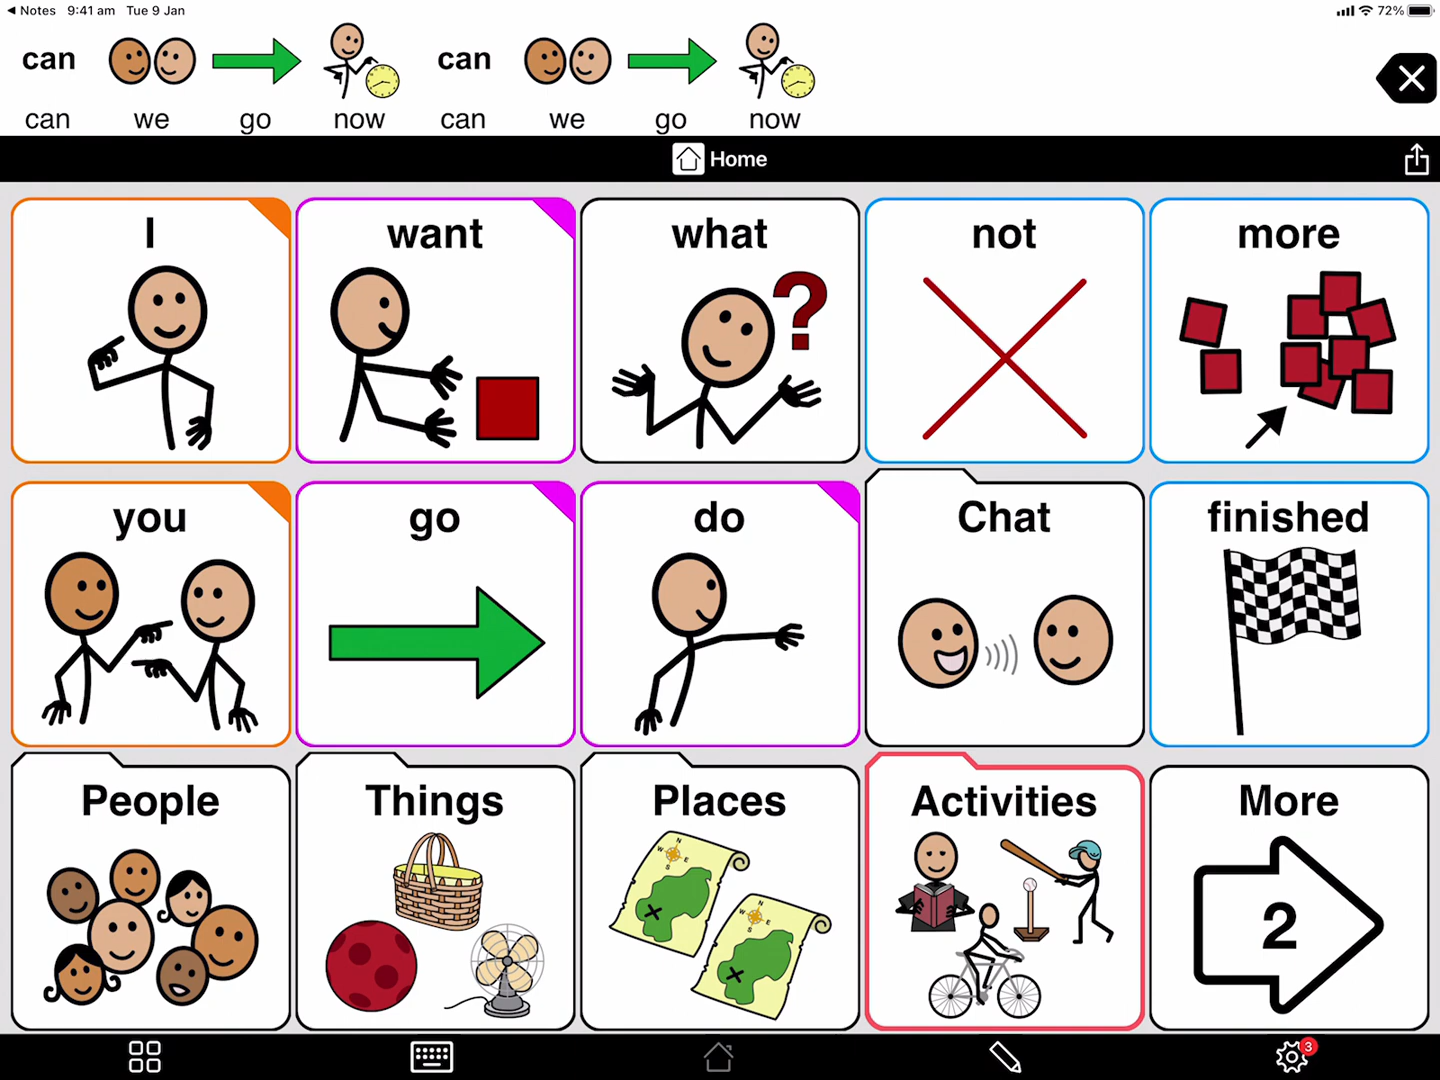 ◀ Notes 9:41 am Tue 9 Jan 72%
can can
can we go now can we go now
Home
I want what not more
?
you go do Chat finished
People Things Places Activities More
N W E S
N W E S
2
3